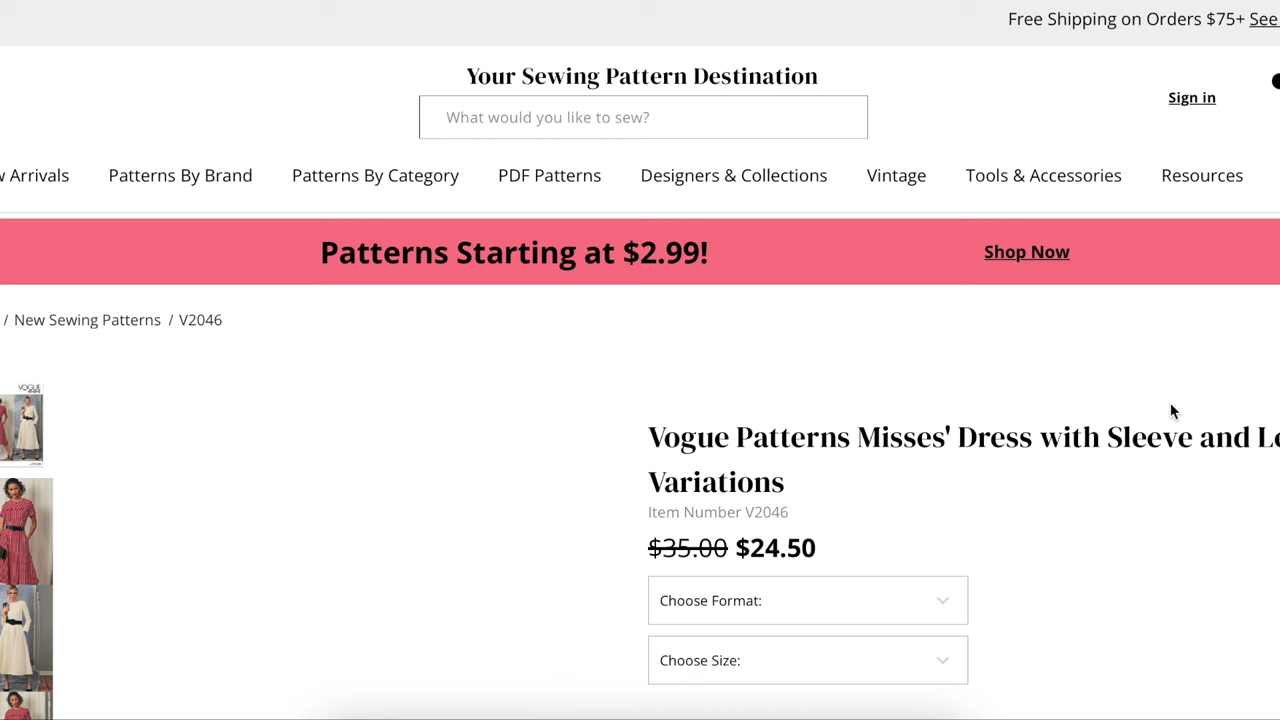 Free Shipping on Orders $75+ See
Your Sewing Pattern Destination
What would you like to sew?
Sign in
Arrivals Patterns By Brand Patterns By Category PDF Patterns Designers & Collections Vintage Tools & Accessories Resources
Patterns Starting at $2.99!
Shop Now
/ New Sewing Patterns / V2046
VOGUE
Vogue Patterns Misses' Dress with Sleeve and
Variations
Item Number V2046
$35.00 $24.50
Choose Format:
Choose Size: